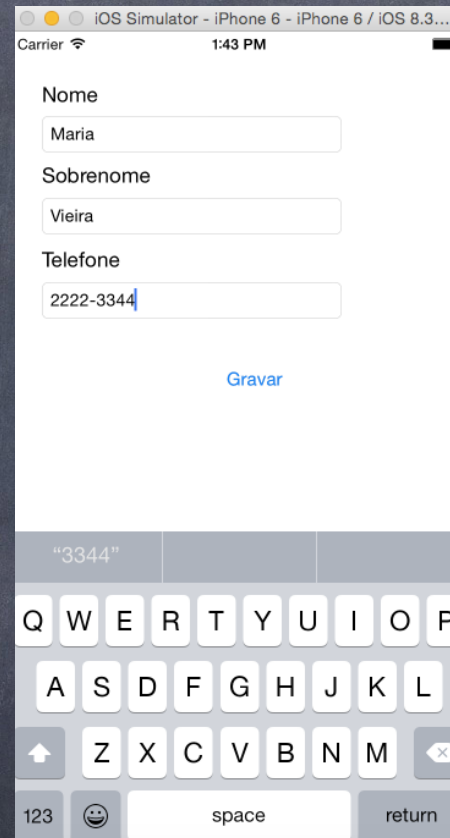 iOS Simulator - iPhone 6 - iPhone 6 / iOS 8.3...
Carrier 1:43 PM
Nome
Maria
Sobrenome
Vieira
Telefone
2222-3344
Gravar
“3344”
Q W E R T Y U I O P
A S D F G H J K L
Z X C V B N M
123 space return